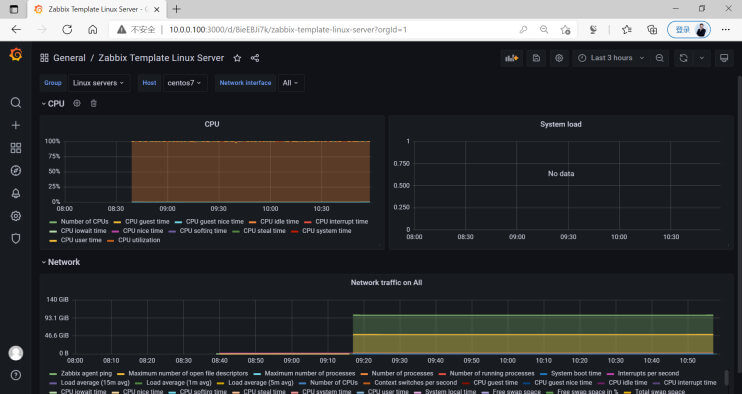 Zabbix Template Linux Server -
不安全
10.0.0.100:3000/d/8ieEBJi7k/zabbix-template-linux-server?orgId=1
登录
General / Zabbix Template Linux Server
Last 3 hours
Group Linux servers Host centos7 Network interface All
CPU
CPU
100%
75%
50%
25%
0%
08:00 08:30 09:00 09:30 10:00 10:30
Number of CPUs CPU guest time CPU guest nice time CPU idle time CPU interrupt time
CPU iowait time CPU nice time CPU softirq time CPU steal time CPU system time
CPU user time CPU utilization
System load
1
0.750
0.500
0.250
0
No data
08:00 08:30 09:00 09:30 10:00 10:30
Network
Network traffic on All
140 GiB
93.1 GiB
46.6 GiB
0 B
08:00 08:10 08:20 08:30 08:40 08:50 09:00 09:10 09:20 09:30 09:40 09:50 10:00 10:10 10:20 10:30 10:40 10:50
Zabbix agent ping Maximum number of open file descriptors Maximum number of processes Number of processes Number of running processes System boot time Interrupts per second
Load average (15m avg) Load average (1m avg) Load average (5m avg) Number of CPUs Context switches per second CPU guest time CPU guest nice time CPU idle time CPU interrupt time
CPU iowait time CPU nice time CPU softirq time CPU steal time CPU system time CPU user time System local time Free swap space Free swap space in % Total swap space